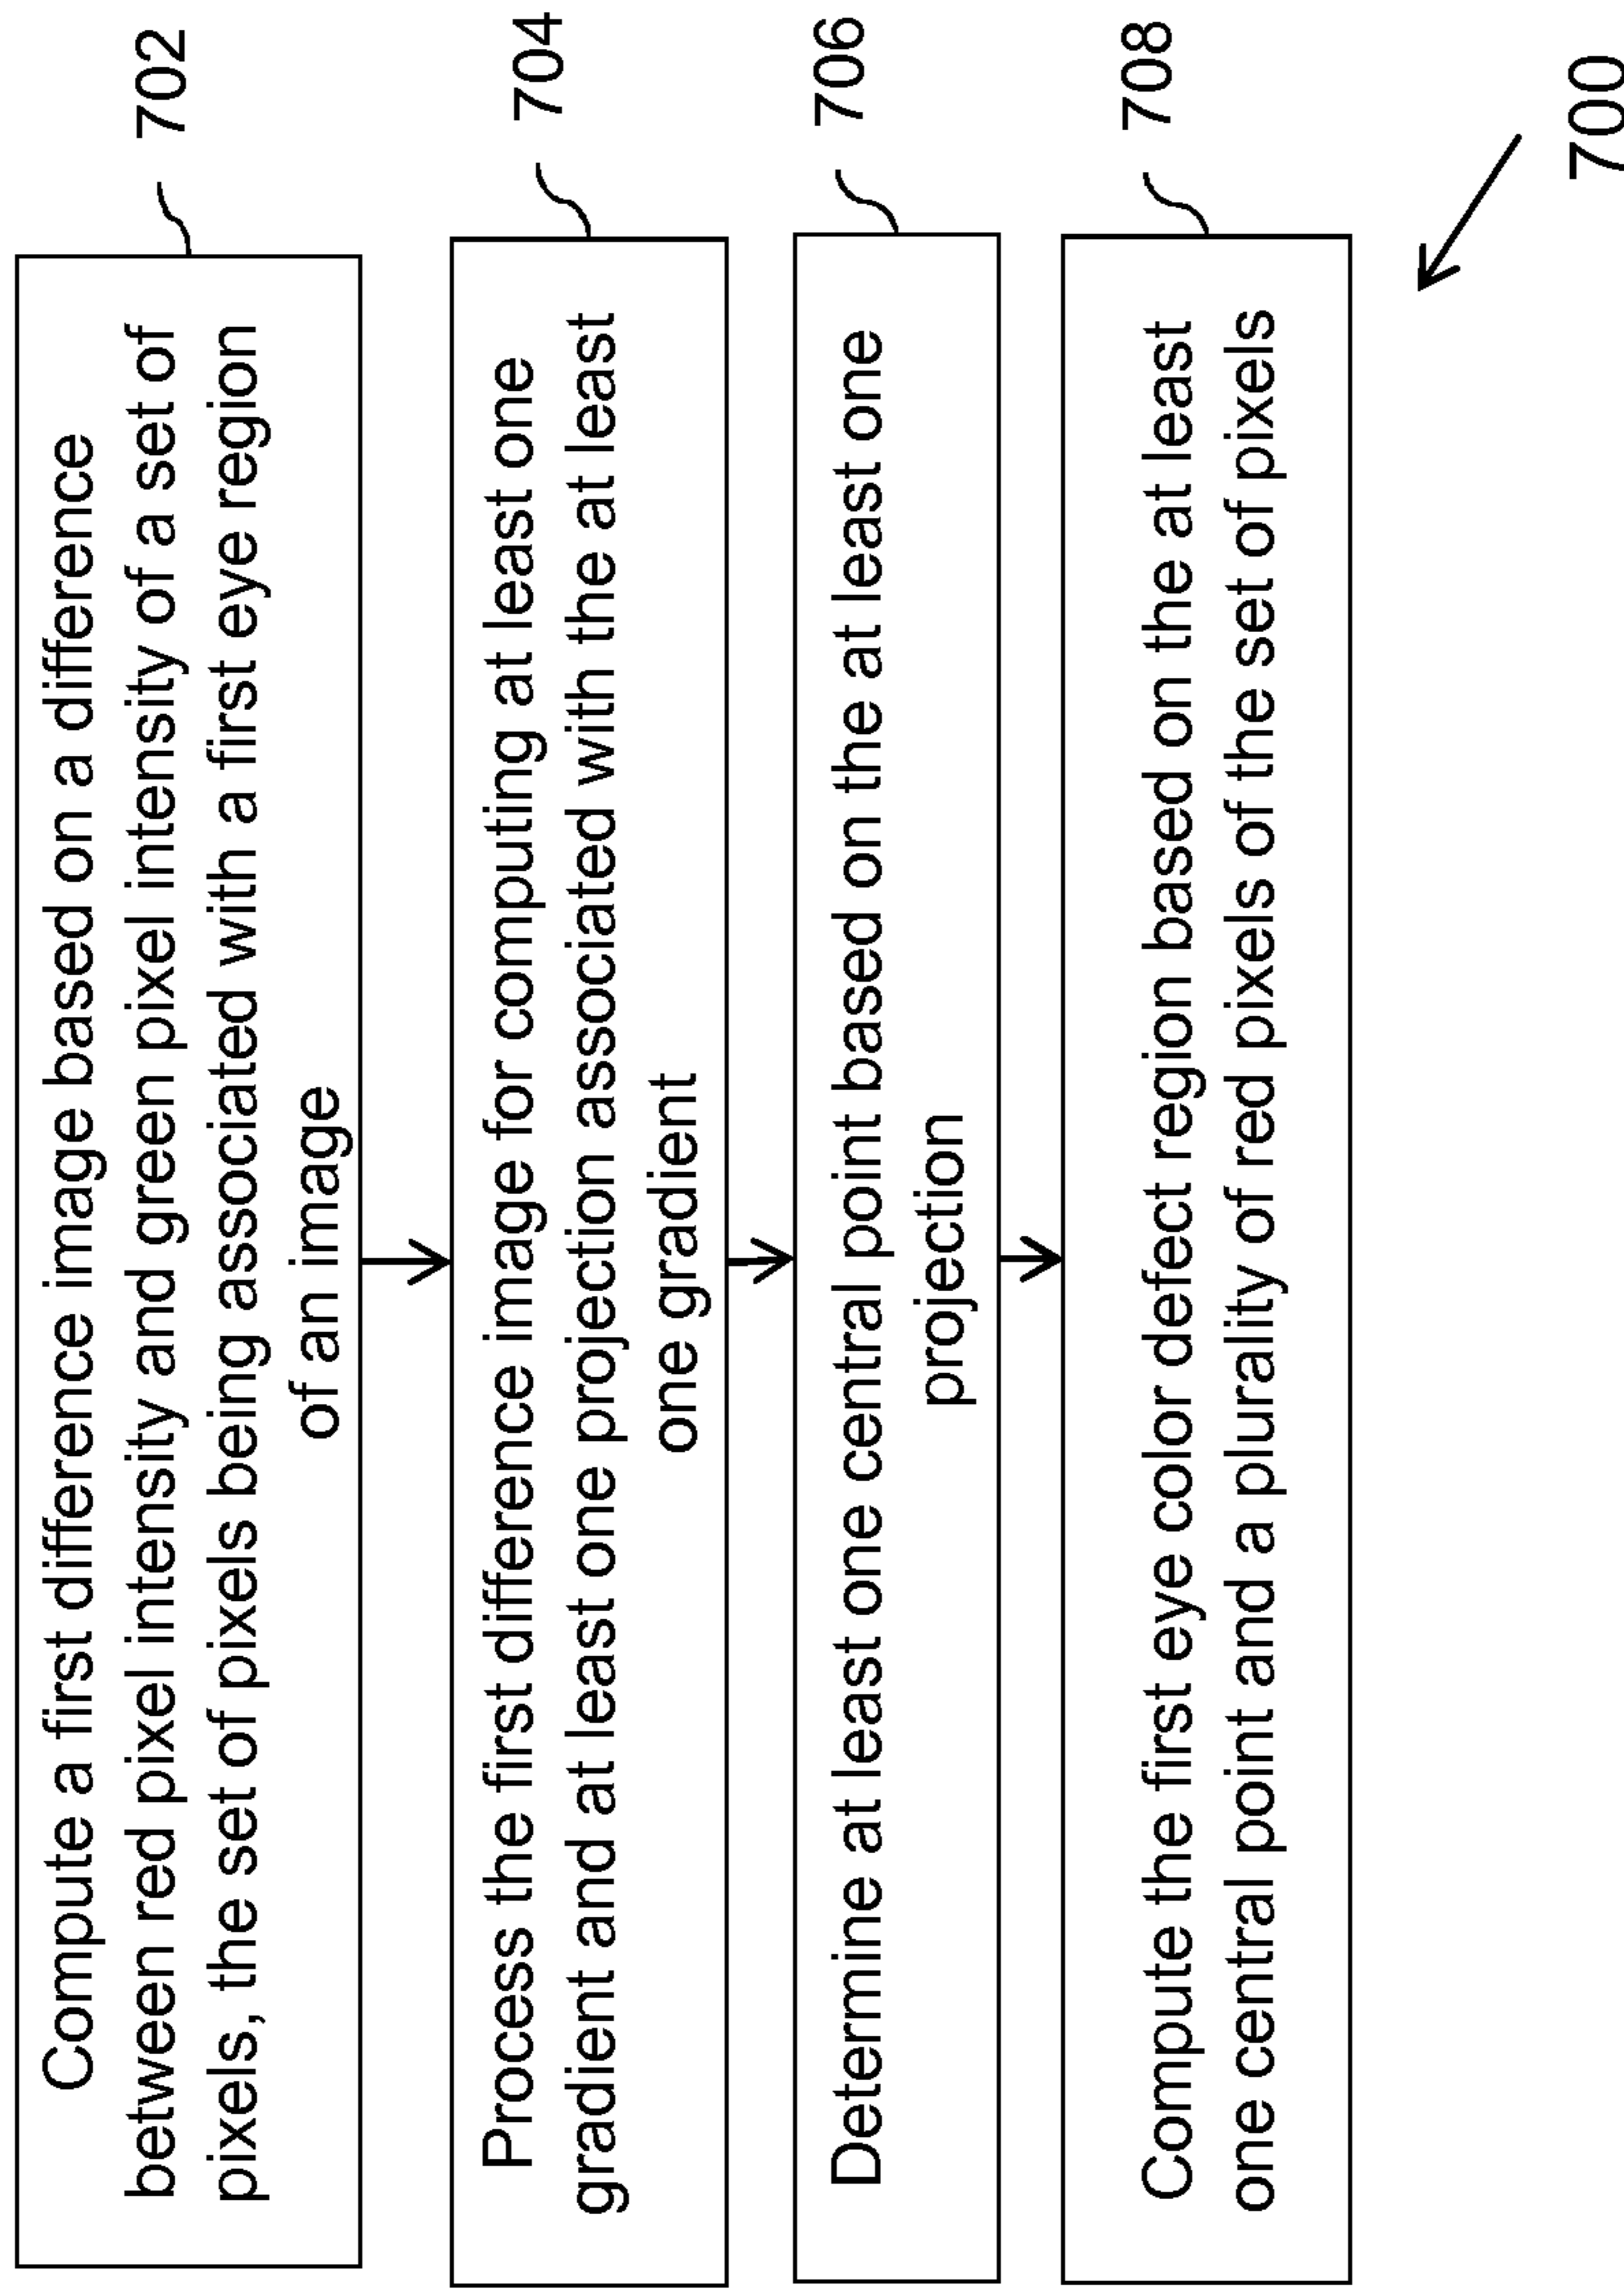 Compute a first difference image based on a difference
between red pixel intensity and green pixel intensity of a set of
pixels, the set of pixels being associated with a first eye region
of an image
702
Process the first difference image for computing at least one
gradient and at least one projection associated with the at least
one gradient
704
Determine at least one central point based on the at least one
projection
706
Compute the first eye color defect region based on the at least
one central point and a plurality of red pixels of the set of pixels
708
700